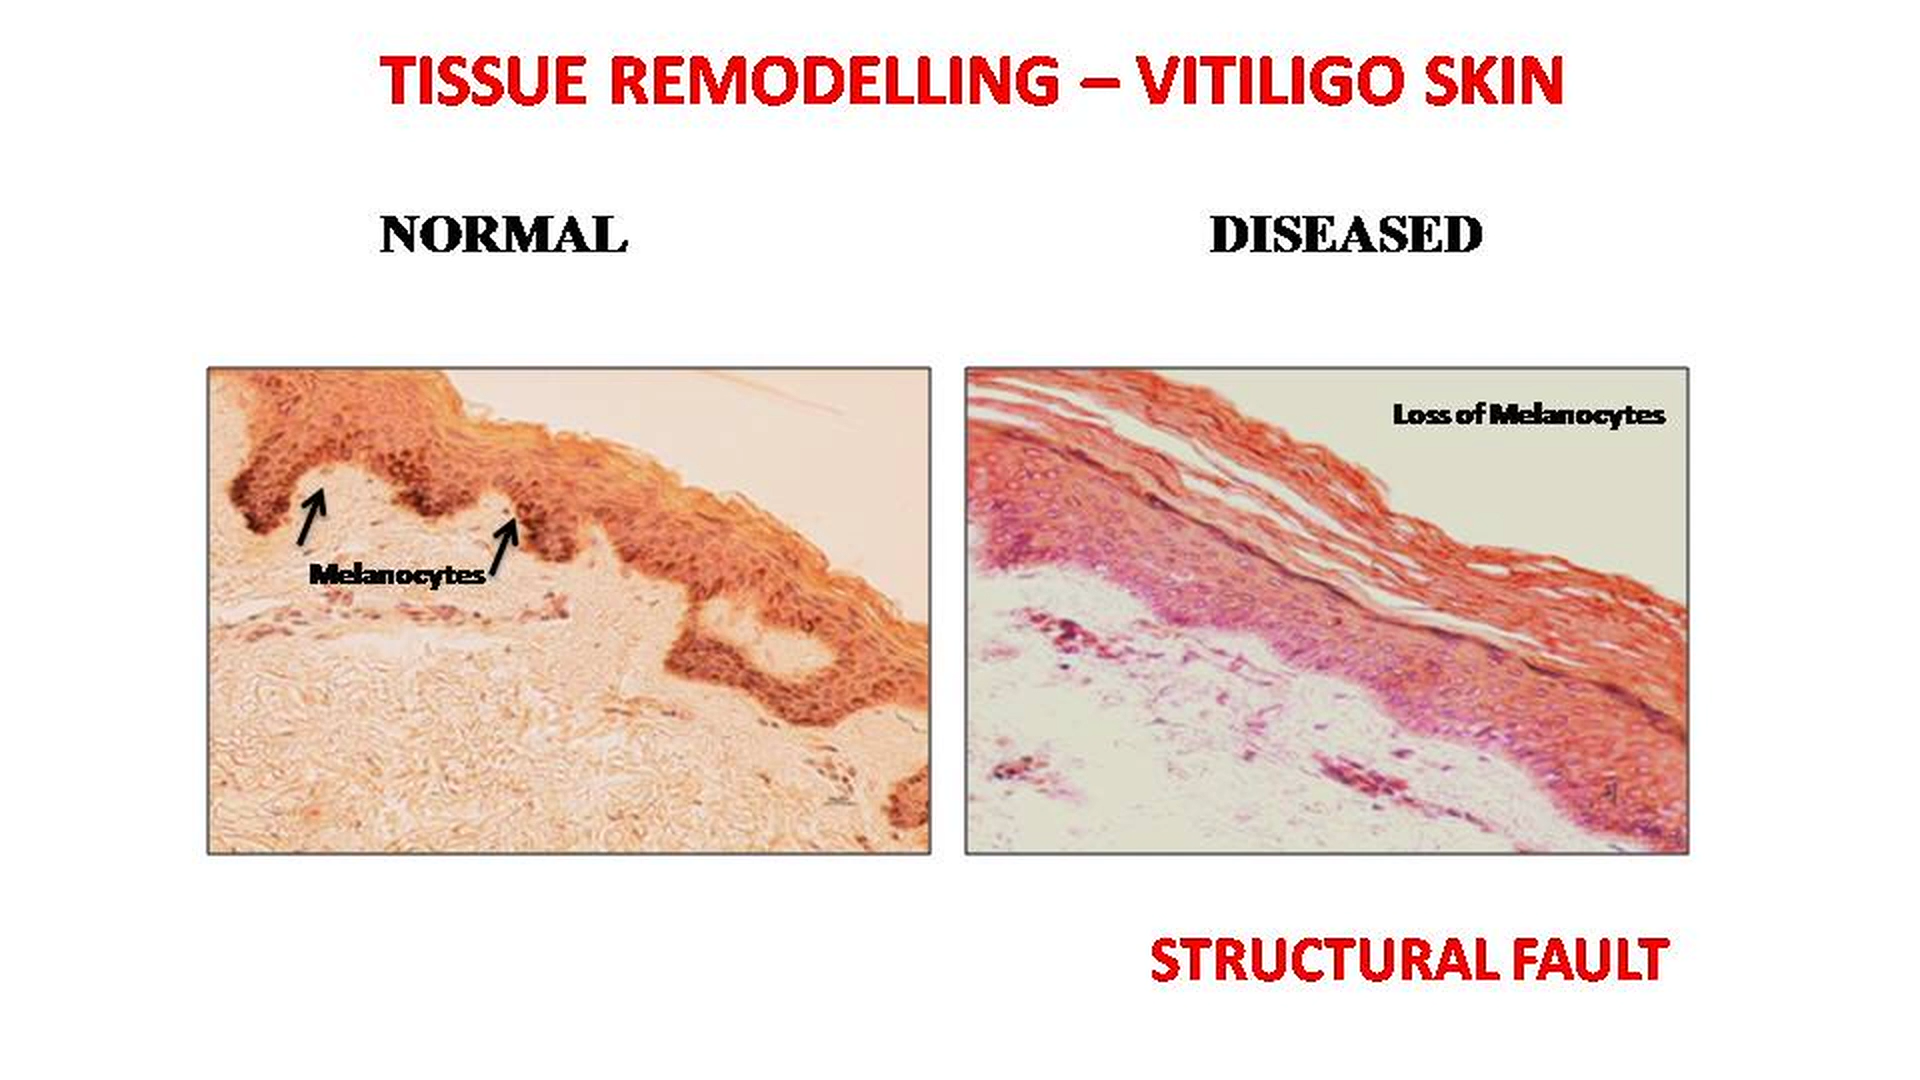 TISSUE REMODELLING – VITILIGO SKIN
NORMAL
DISEASED
Loss of Melanocytes
Melanocytes
STRUCTURAL FAULT